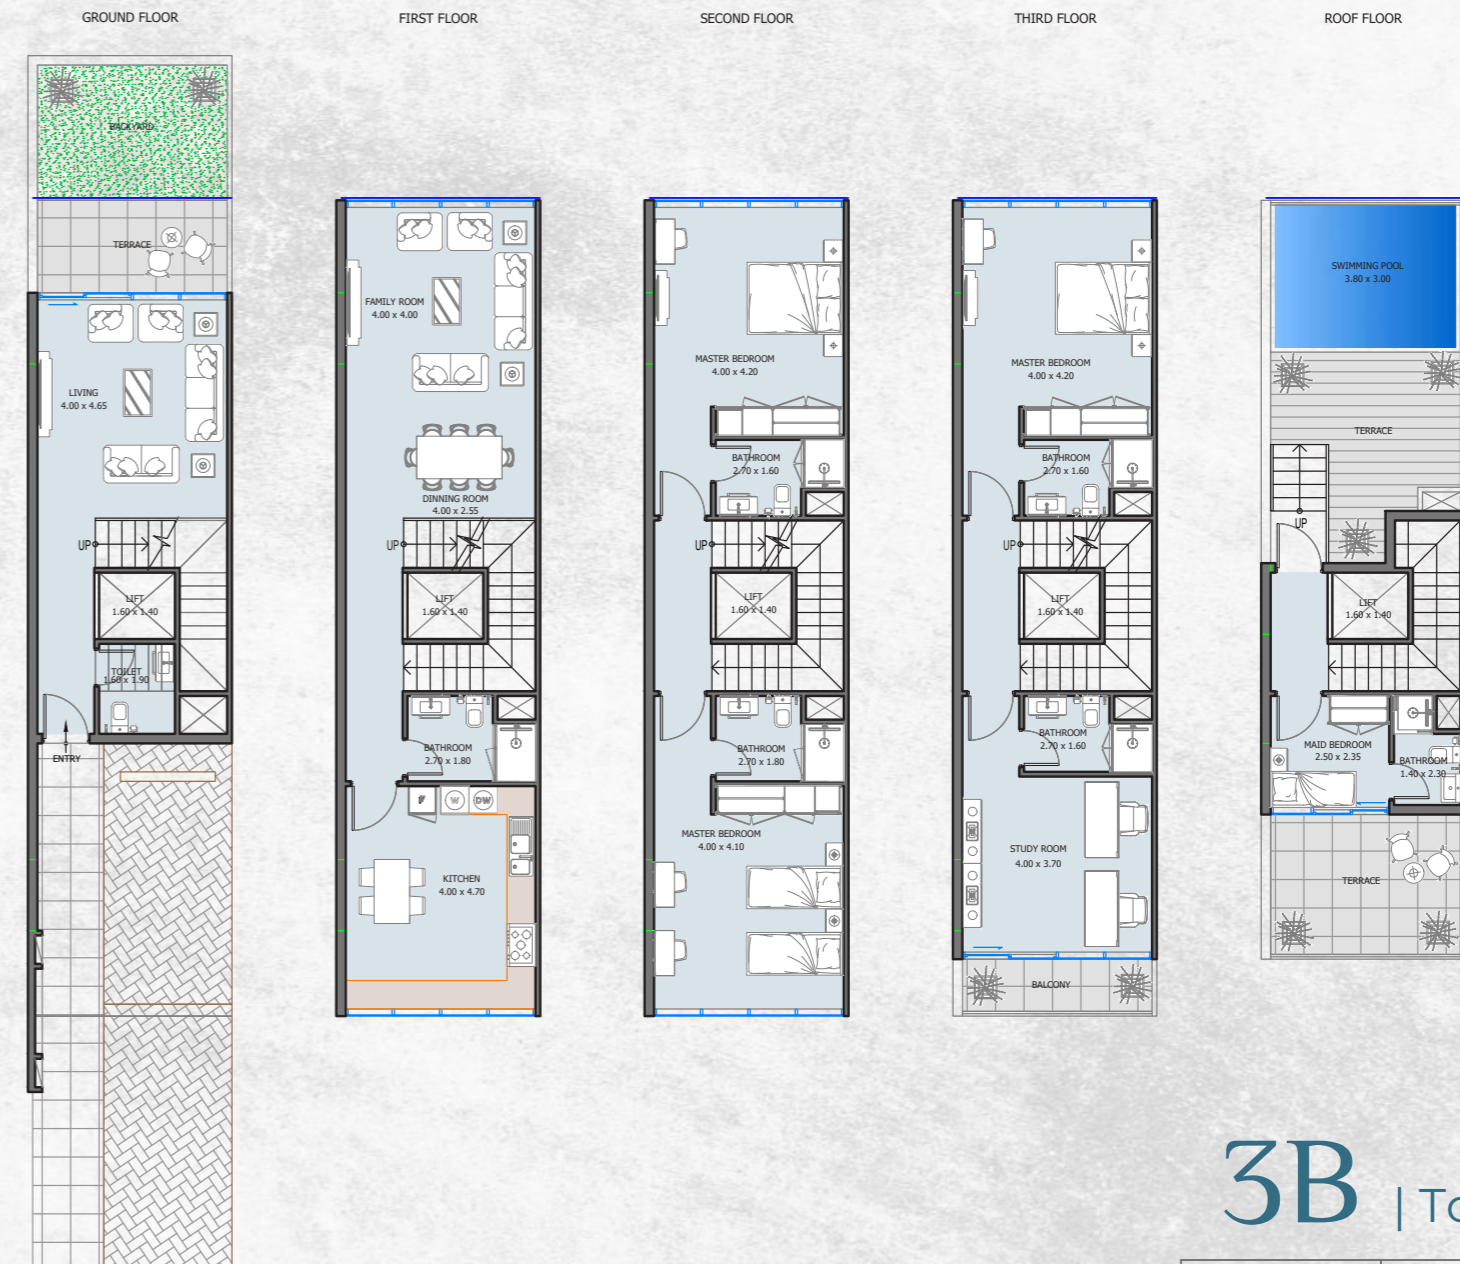 GROUND FLOOR
FIRST FLOOR
SECOND FLOOR
THIRD FLOOR
ROOF FLOOR
BACKYARD
TERRACE
LIVING
4.00 x 4.65
UP
LIFT
1.60 x 1.40
TOILET
1.60 x 1.90
ENTRY
FAMILY ROOM
4.00 x 4.00
DINNING ROOM
4.00 x 2.55
UP
LIFT
1.60 x 1.40
BATHROOM
2.70 x 1.80
F
W
DW
KITCHEN
4.00 x 4.70
MASTER BEDROOM
4.00 x 4.20
BATHROOM
2.70 x 1.60
UP
LIFT
1.60 x 1.40
BATHROOM
2.70 x 1.80
MASTER BEDROOM
4.00 x 4.10
MASTER BEDROOM
4.00 x 4.20
BATHROOM
2.70 x 1.60
UP
LIFT
1.60 x 1.40
BATHROOM
2.70 x 1.60
STUDY ROOM
4.00 x 3.70
BALCONY
SWIMMING POOL
3.80 x 3.00
TERRACE
UP
LIFT
1.60 x 1.40
MAID BEDROOM
2.50 x 2.35
BATHROOM
1.40 x 2.30
TERRACE
3B | To